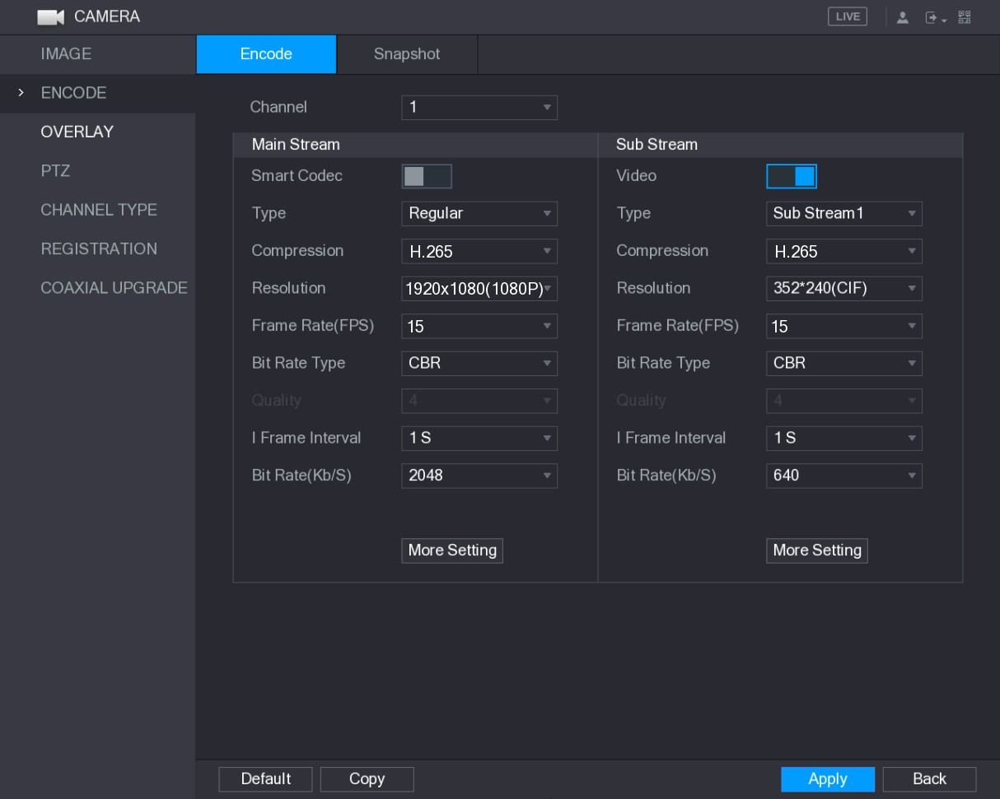 CAMERA LIVE
IMAGE Encode Snapshot
ENCODE
Channel 1
OVERLAY
Main Stream Sub Stream
PTZ
Smart Codec Video
CHANNEL TYPE
Type Regular Type Sub Stream1
REGISTRATION
Compression H.265 Compression H.265
COAXIAL UPGRADE
Resolution 1920x1080(1080P) Resolution 352*240(CIF)
Frame Rate(FPS) 15 Frame Rate(FPS) 15
Bit Rate Type CBR Bit Rate Type CBR
Quality 4 Quality 4
I Frame Interval 1 S I Frame Interval 1 S
Bit Rate(Kb/S) 2048 Bit Rate(Kb/S) 640
More Setting More Setting
Default Copy Apply Back